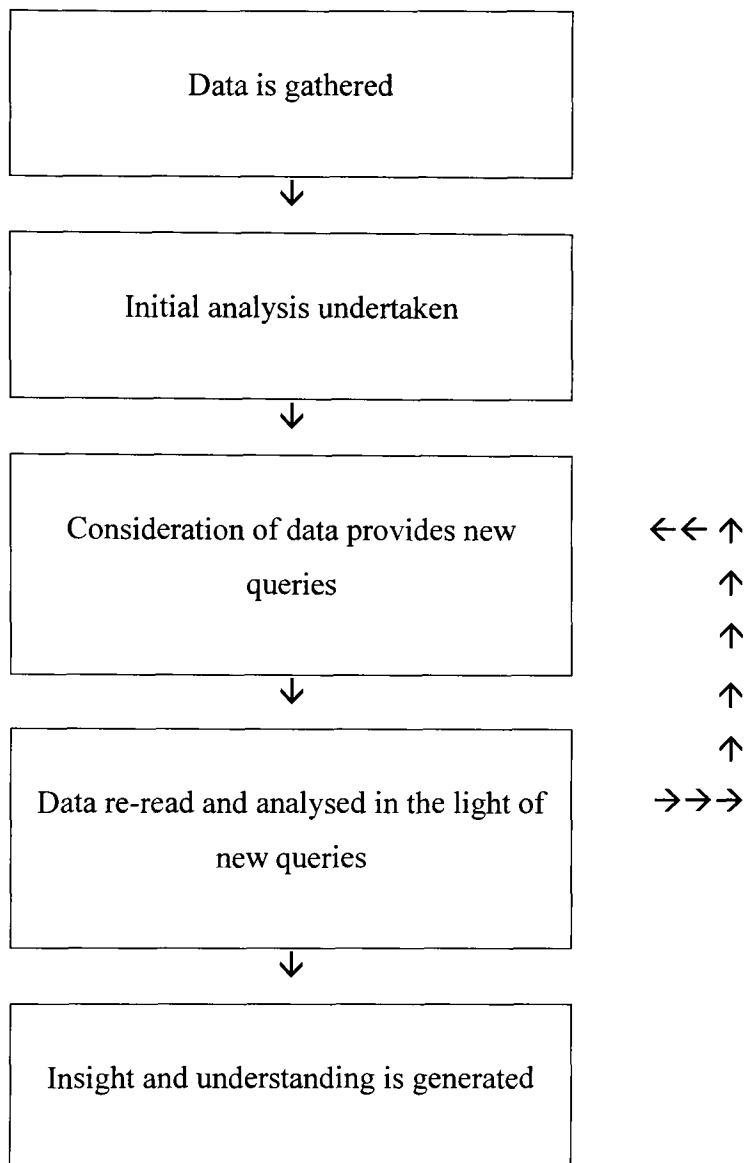 Data is gathered
↓
Initial analysis undertaken
↓
Consideration of data provides new
queries
←← ↑
↑
↑
↑
↑
→→→
↓
Data re-read and analysed in the light of
new queries
↓
Insight and understanding is generated